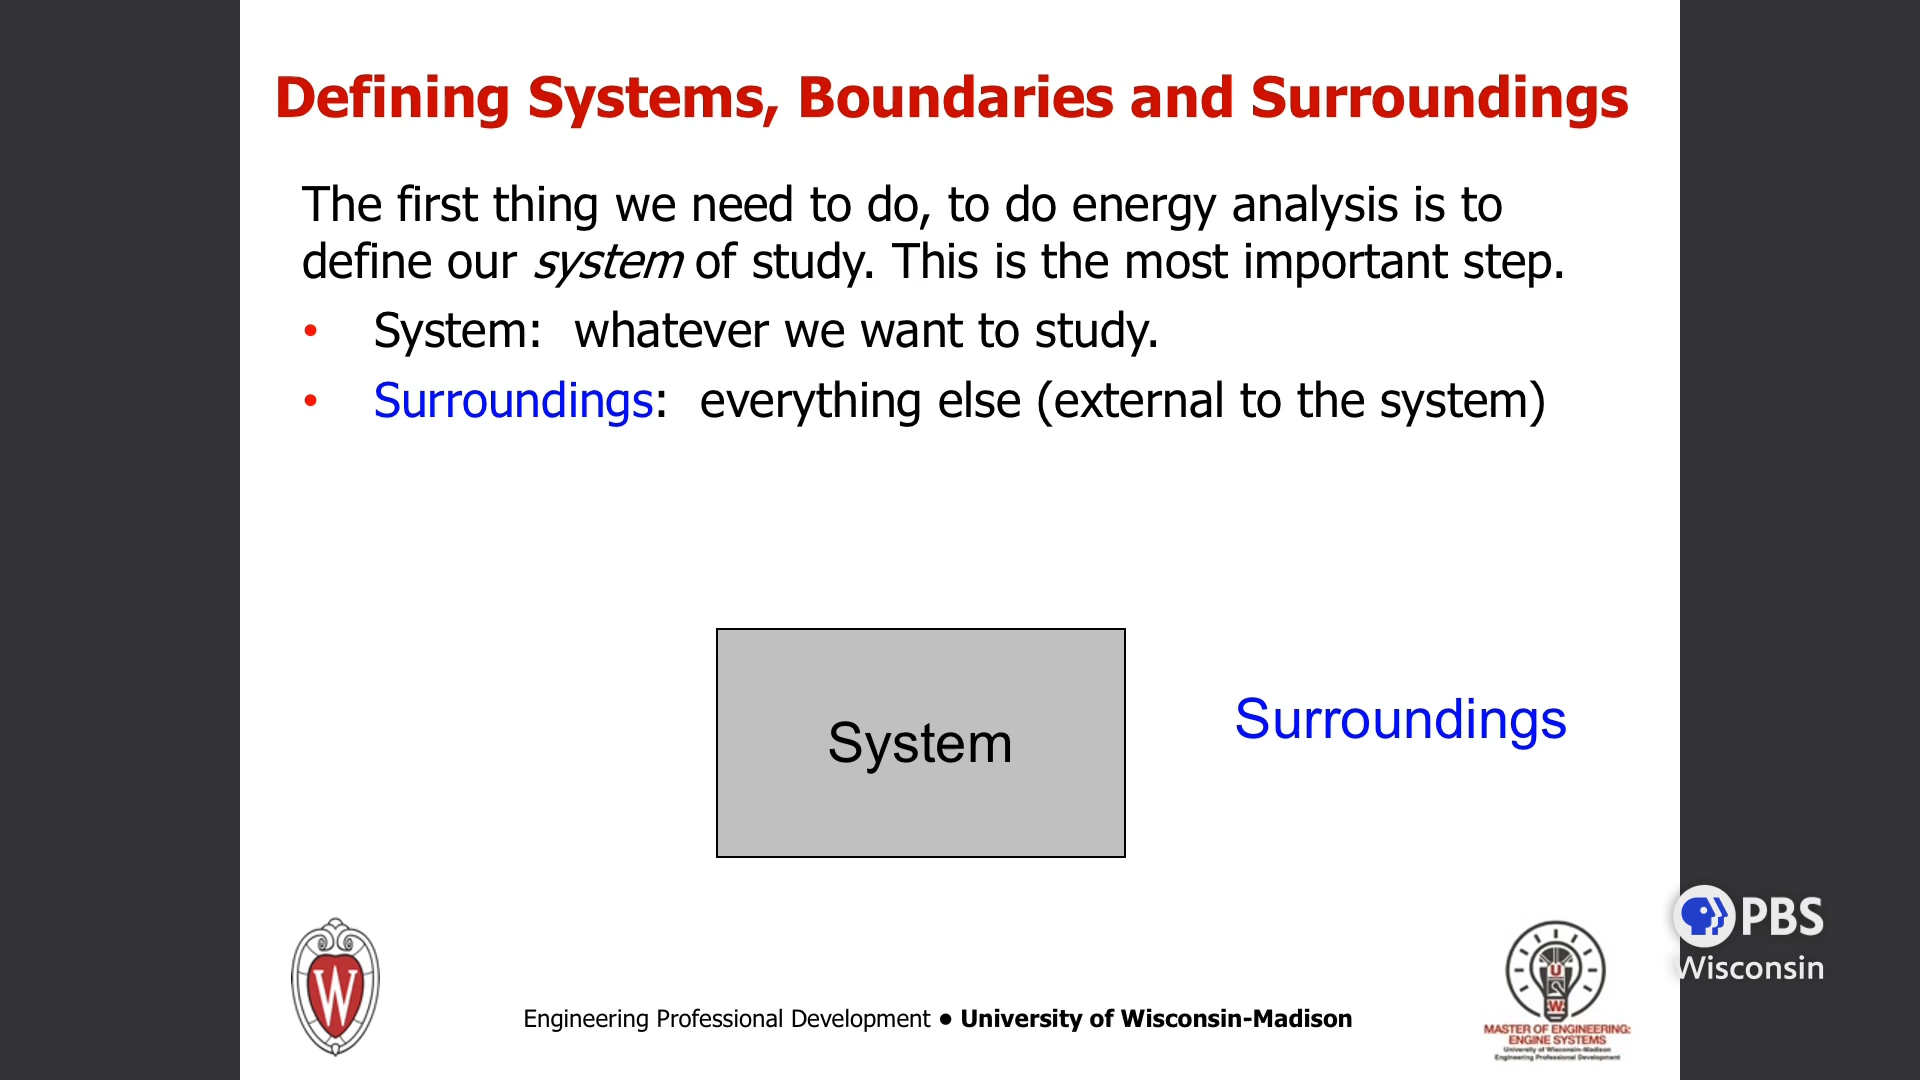 Defining Systems, Boundaries and Surroundings
The first thing we need to do, to do energy analysis is to
define our system of study. This is the most important step.
• System: whatever we want to study.
• Surroundings: everything else (external to the system)
System
Surroundings
W
Engineering Professional Development • University of Wisconsin-Madison
UW
MASTER OF ENGINEERING:
ENGINE SYSTEMS
University of Wisconsin-Madison
Engineering Professional Development
PBS
Wisconsin